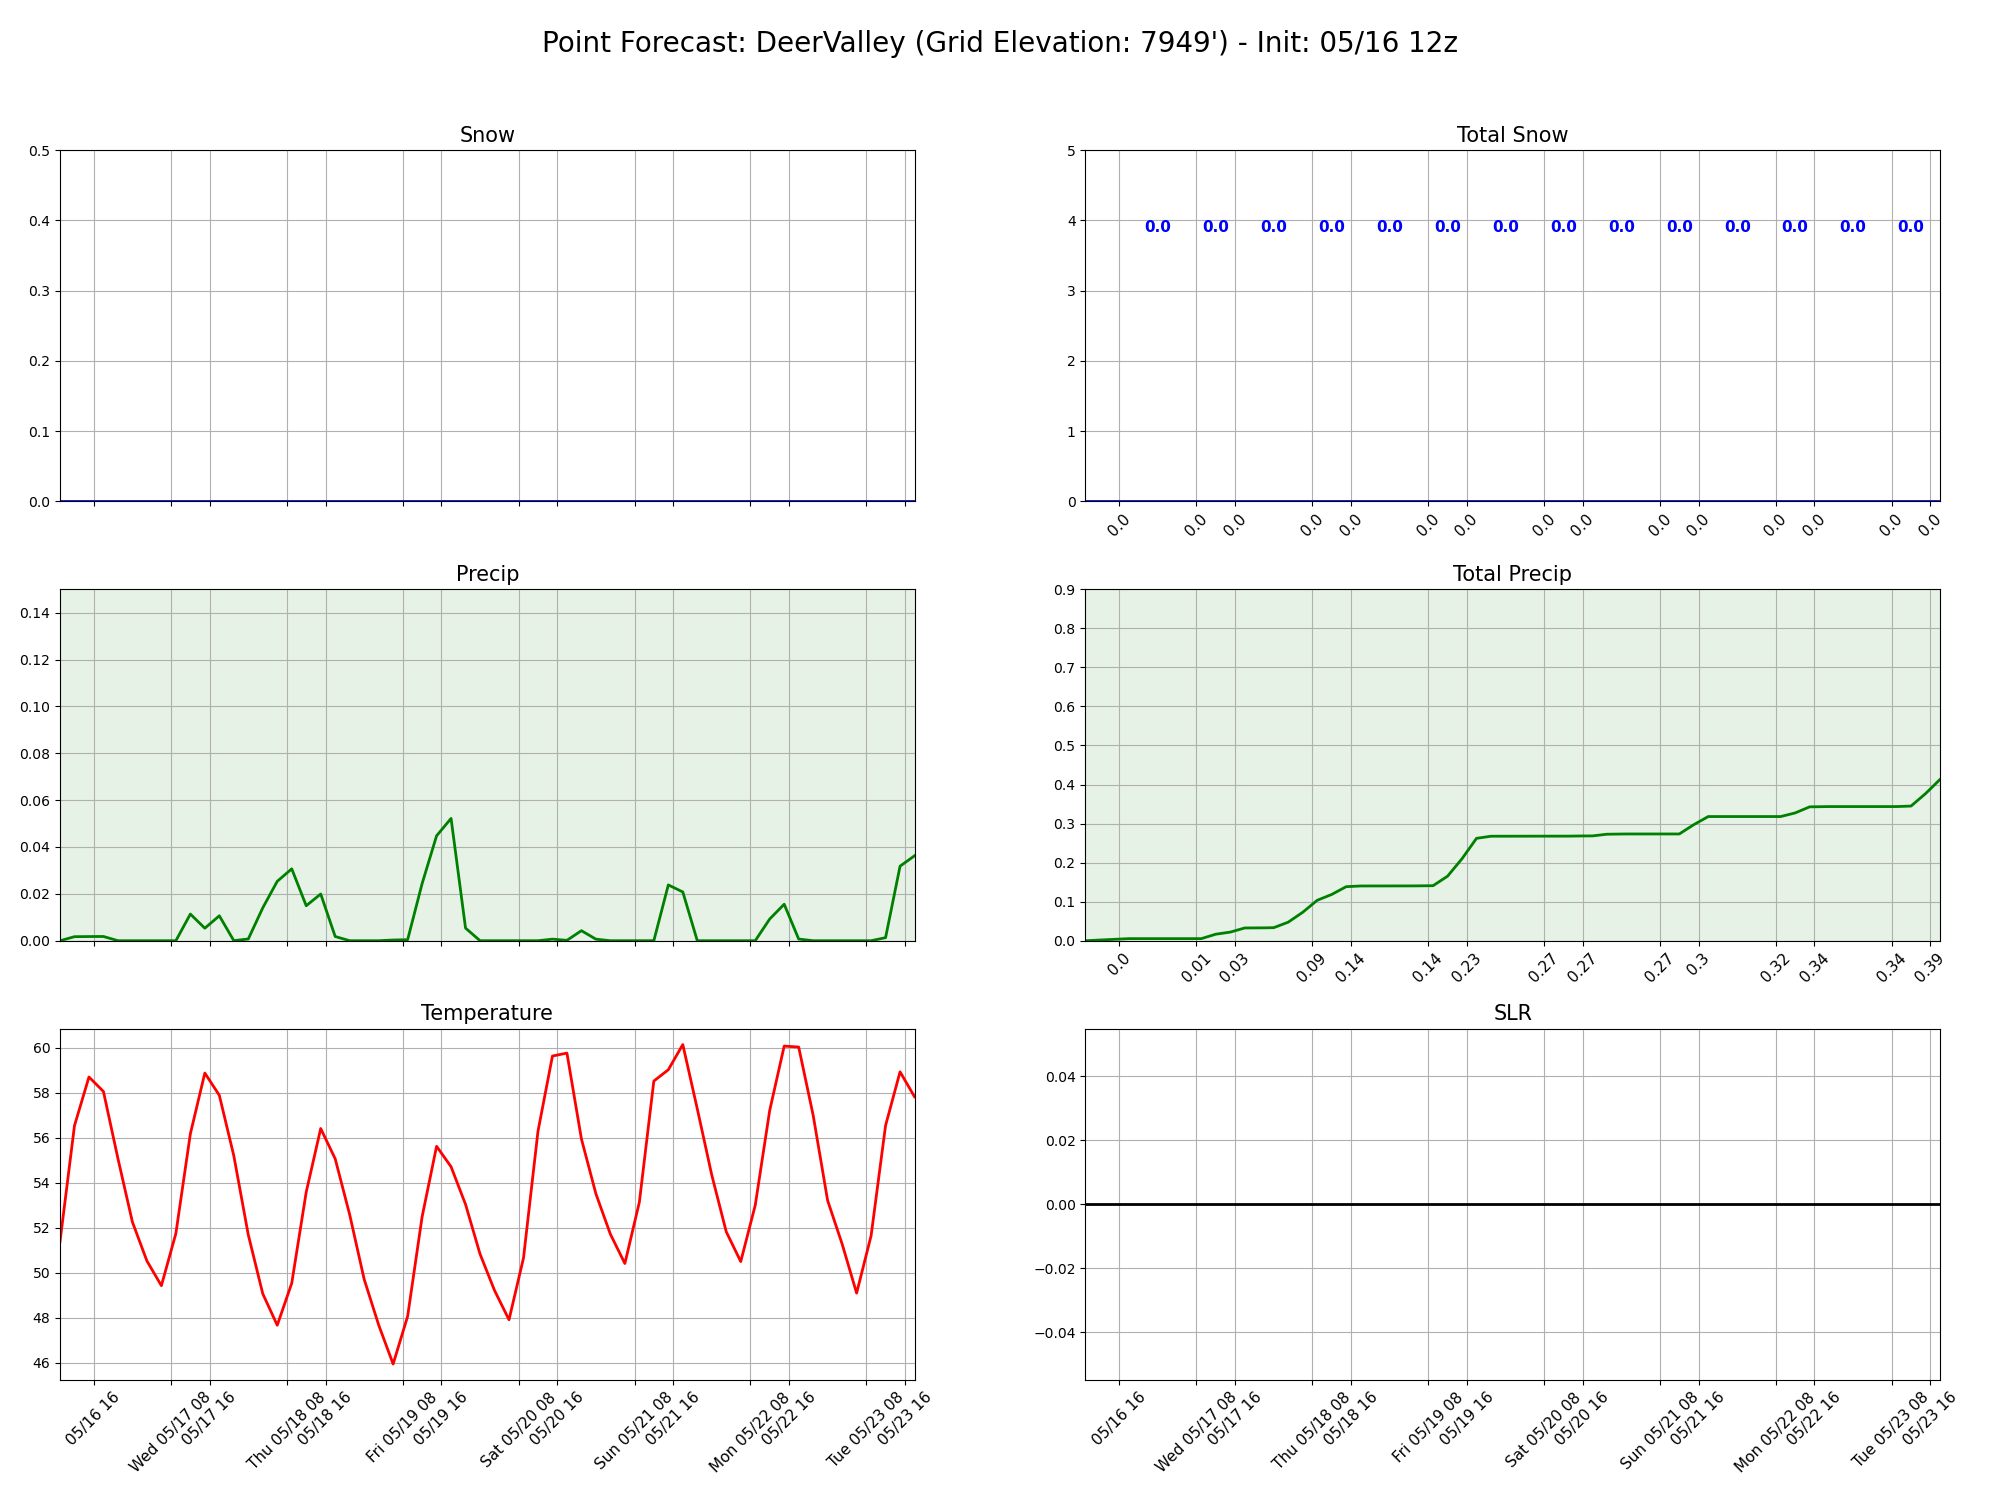 Point Forecast: DeerValley (Grid Elevation: 7949') - Init: 05/16 12z
Snow
0.5
0.4
0.3
0.2
0.1
0.0
Total Snow
5
4
3
2
1
0
0.0 0.0 0.0 0.0 0.0 0.0 0.0 0.0 0.0 0.0 0.0 0.0 0.0 0.0
0.0 0.0 0.0 0.0 0.0 0.0 0.0 0.0 0.0 0.0 0.0 0.0 0.0 0.0 0.0
Precip
0.14
0.12
0.10
0.08
0.06
0.04
0.02
0.00
Total Precip
0.9
0.8
0.7
0.6
0.5
0.4
0.3
0.2
0.1
0.0
0.0 0.01 0.03 0.09 0.14 0.14 0.23 0.27 0.27 0.27 0.3 0.32 0.34 0.34 0.39
Temperature
60
58
56
54
52
50
48
46
05/16 16
Wed 05/17 08
05/17 16
Thu 05/18 08
05/18 16
Fri 05/19 08
05/19 16
Sat 05/20 08
05/20 16
Sun 05/21 08
05/21 16
Mon 05/22 08
05/22 16
Tue 05/23 08
05/23 16
SLR
0.04
0.02
0.00
−0.02
−0.04
05/16 16
Wed 05/17 08
05/17 16
Thu 05/18 08
05/18 16
Fri 05/19 08
05/19 16
Sat 05/20 08
05/20 16
Sun 05/21 08
05/21 16
Mon 05/22 08
05/22 16
Tue 05/23 08
05/23 16